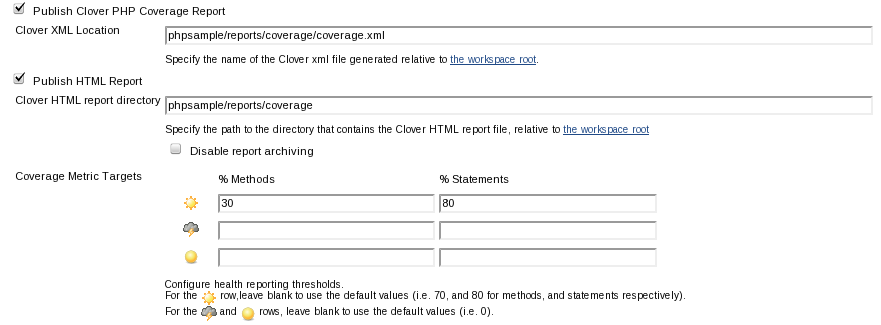 Publish Clover PHP Coverage Report
Clover XML Location
phpsample/reports/coverage/coverage.xml
Specify the name of the Clover xml file generated relative to the workspace root.
Publish HTML Report
Clover HTML report directory
phpsample/reports/coverage
Specify the path to the directory that contains the Clover HTML report file, relative to the workspace root
Disable report archiving
Coverage Metric Targets
% Methods % Statements
30 80
Configure health reporting thresholds.
For the row,leave blank to use the default values (i.e. 70, and 80 for methods, and statements respectively).
For the and rows, leave blank to use the default values (i.e. 0).